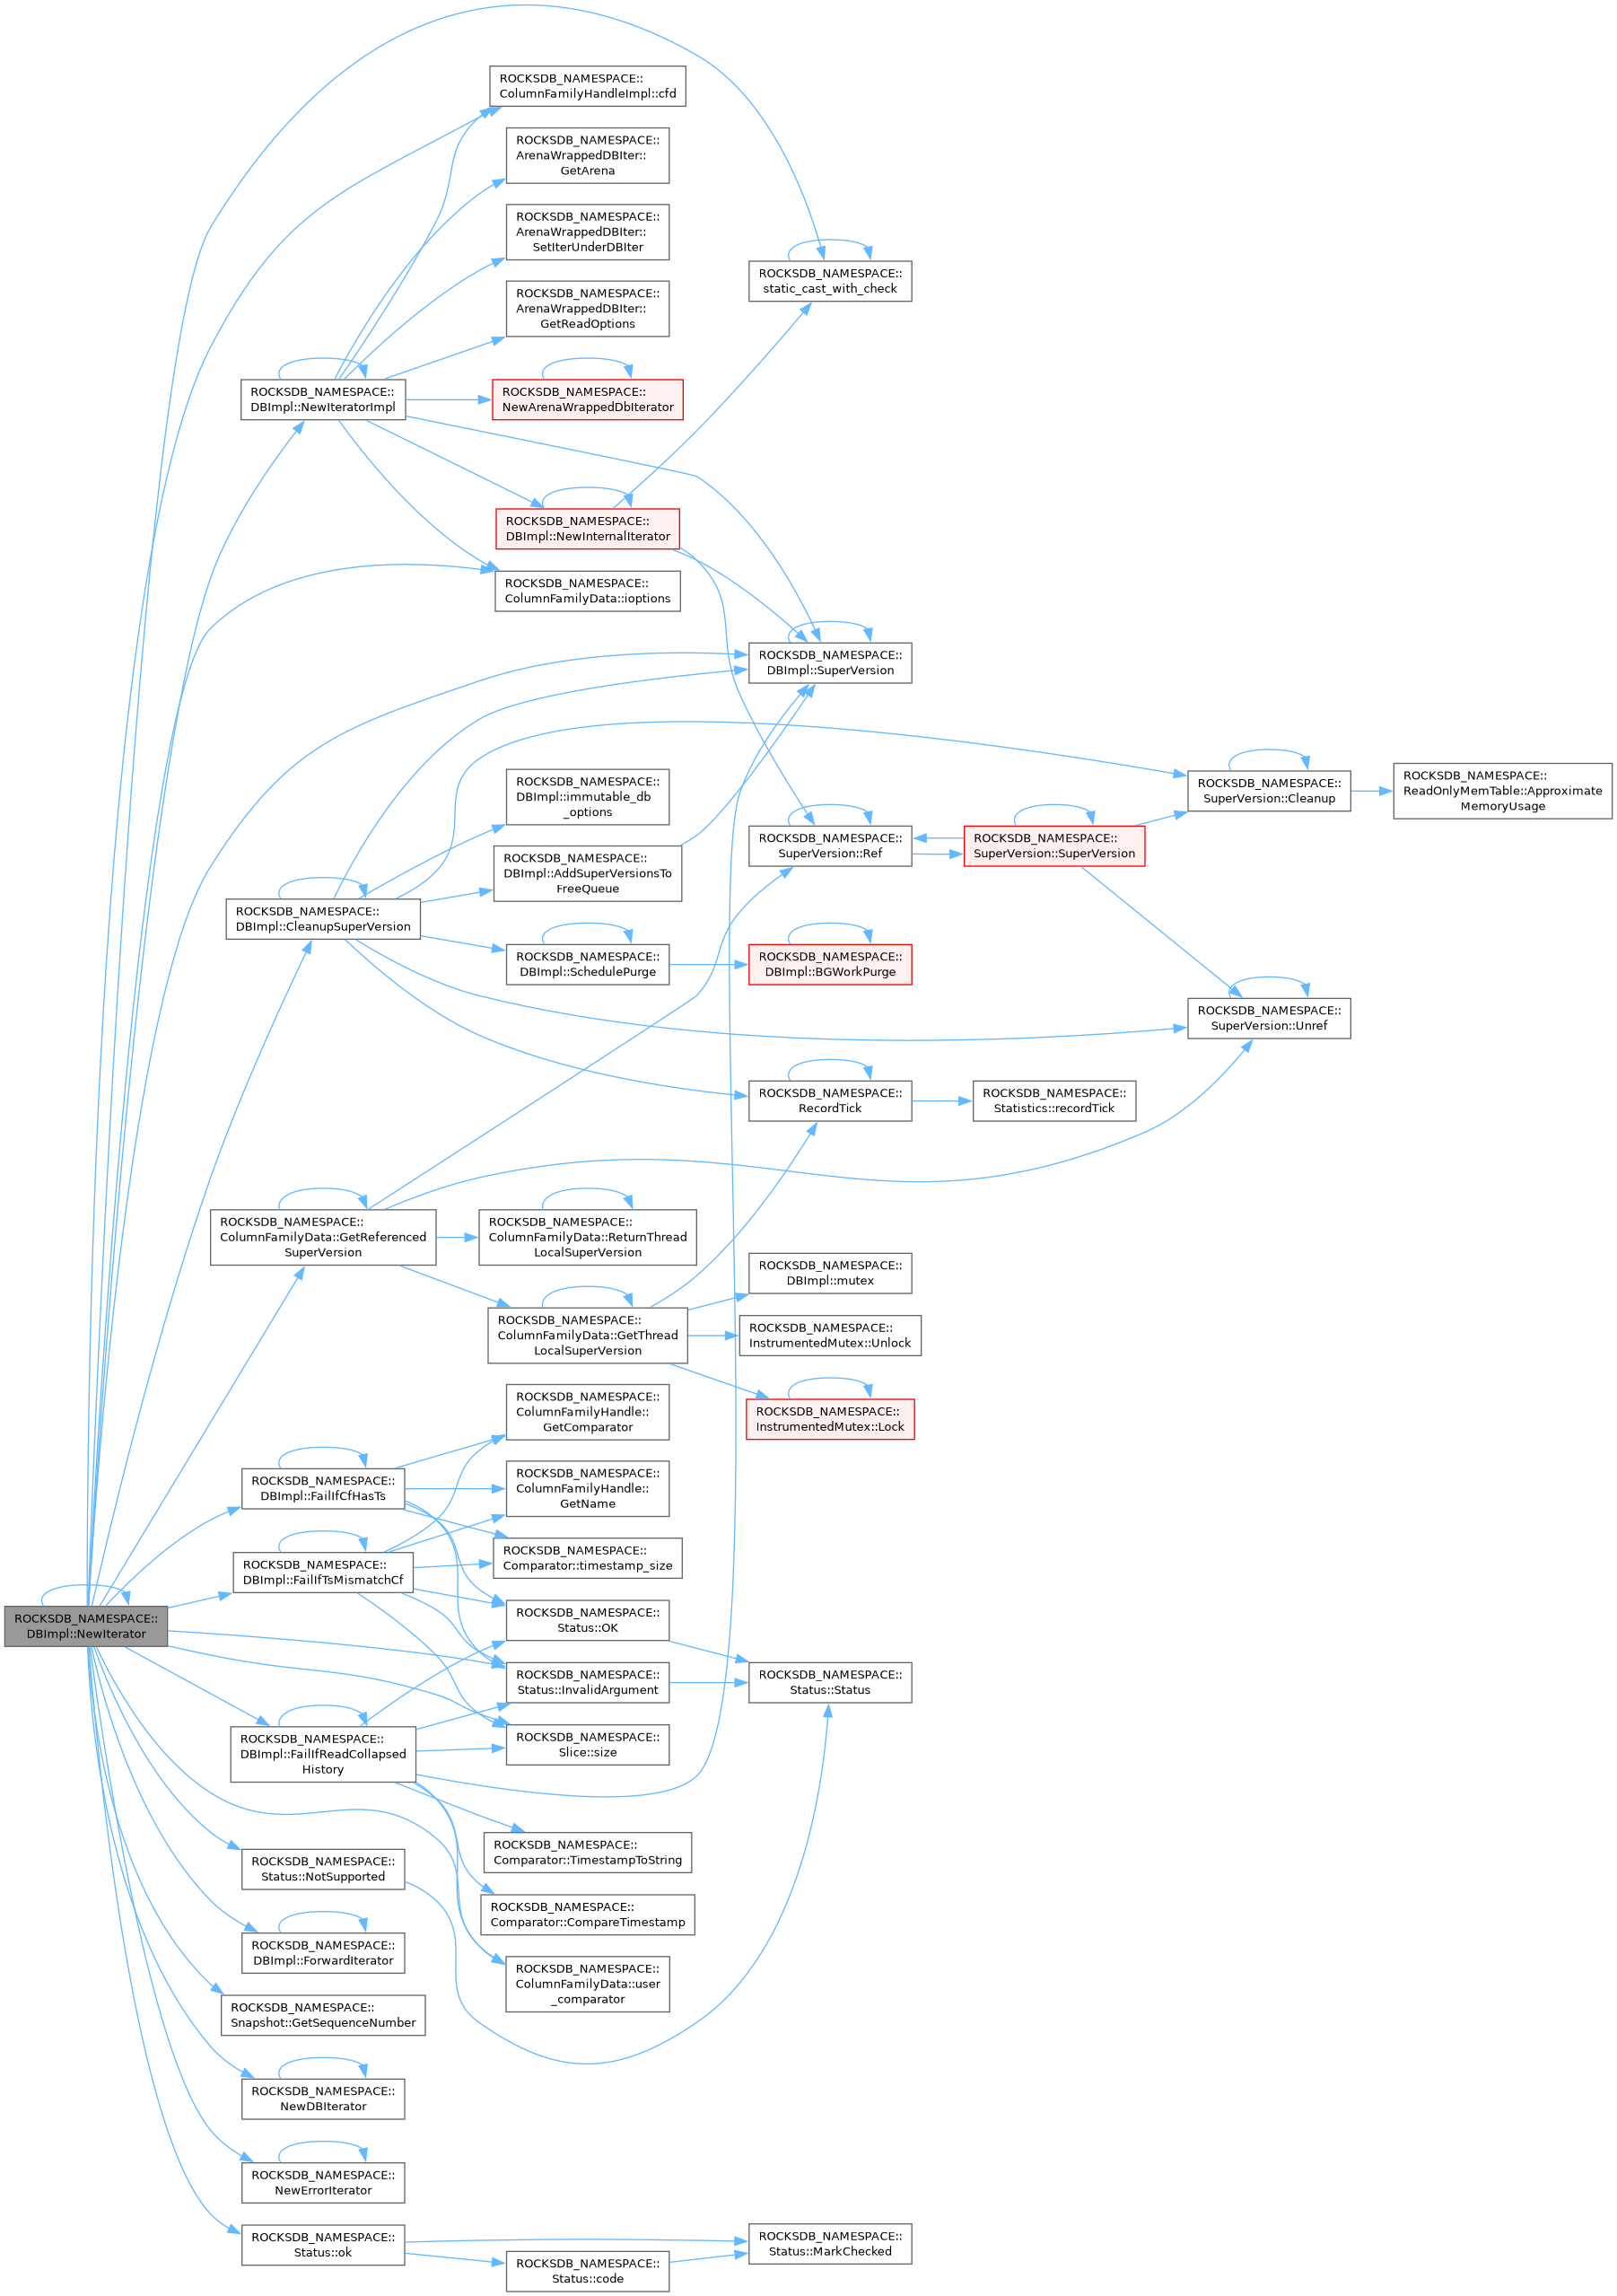 ROCKSDB_NAMESPACE::
DBImpl::NewIterator
ROCKSDB_NAMESPACE::
ColumnFamilyHandleImpl::cfd
ROCKSDB_NAMESPACE::
ArenaWrappedDBIter::
GetArena
ROCKSDB_NAMESPACE::
ArenaWrappedDBIter::
SetIterUnderDBIter
ROCKSDB_NAMESPACE::
static_cast_with_check
ROCKSDB_NAMESPACE::
ArenaWrappedDBIter::
GetReadOptions
ROCKSDB_NAMESPACE::
DBImpl::NewIteratorImpl
ROCKSDB_NAMESPACE::
NewArenaWrappedDbIterator
ROCKSDB_NAMESPACE::
DBImpl::NewInternalIterator
ROCKSDB_NAMESPACE::
ColumnFamilyData::ioptions
ROCKSDB_NAMESPACE::
DBImpl::SuperVersion
ROCKSDB_NAMESPACE::
DBImpl::immutable_db
_options
ROCKSDB_NAMESPACE::
SuperVersion::Cleanup
ROCKSDB_NAMESPACE::
ReadOnlyMemTable::Approximate
MemoryUsage
ROCKSDB_NAMESPACE::
SuperVersion::Ref
ROCKSDB_NAMESPACE::
SuperVersion::SuperVersion
ROCKSDB_NAMESPACE::
DBImpl::AddSuperVersionsTo
FreeQueue
ROCKSDB_NAMESPACE::
DBImpl::CleanupSuperVersion
ROCKSDB_NAMESPACE::
DBImpl::SchedulePurge
ROCKSDB_NAMESPACE::
DBImpl::BGWorkPurge
ROCKSDB_NAMESPACE::
SuperVersion::Unref
ROCKSDB_NAMESPACE::
RecordTick
ROCKSDB_NAMESPACE::
Statistics::recordTick
ROCKSDB_NAMESPACE::
ColumnFamilyData::GetReferenced
SuperVersion
ROCKSDB_NAMESPACE::
ColumnFamilyData::ReturnThread
LocalSuperVersion
ROCKSDB_NAMESPACE::
DBImpl::mutex
ROCKSDB_NAMESPACE::
ColumnFamilyData::GetThread
LocalSuperVersion
ROCKSDB_NAMESPACE::
InstrumentedMutex::Unlock
ROCKSDB_NAMESPACE::
InstrumentedMutex::Lock
ROCKSDB_NAMESPACE::
ColumnFamilyHandle::
GetComparator
ROCKSDB_NAMESPACE::
DBImpl::FailIfCfHasTs
ROCKSDB_NAMESPACE::
ColumnFamilyHandle::
GetName
ROCKSDB_NAMESPACE::
DBImpl::FailIfTsMismatchCf
ROCKSDB_NAMESPACE::
Comparator::timestamp_size
ROCKSDB_NAMESPACE::
Status::OK
ROCKSDB_NAMESPACE::
Status::InvalidArgument
ROCKSDB_NAMESPACE::
Status::Status
ROCKSDB_NAMESPACE::
DBImpl::FailIfReadCollapsed
History
ROCKSDB_NAMESPACE::
Slice::size
ROCKSDB_NAMESPACE::
Comparator::TimestampToString
ROCKSDB_NAMESPACE::
Status::NotSupported
ROCKSDB_NAMESPACE::
Comparator::CompareTimestamp
ROCKSDB_NAMESPACE::
DBImpl::ForwardIterator
ROCKSDB_NAMESPACE::
ColumnFamilyData::user
_comparator
ROCKSDB_NAMESPACE::
Snapshot::GetSequenceNumber
ROCKSDB_NAMESPACE::
NewDBIterator
ROCKSDB_NAMESPACE::
NewErrorIterator
ROCKSDB_NAMESPACE::
Status::ok
ROCKSDB_NAMESPACE::
Status::MarkChecked
ROCKSDB_NAMESPACE::
Status::code